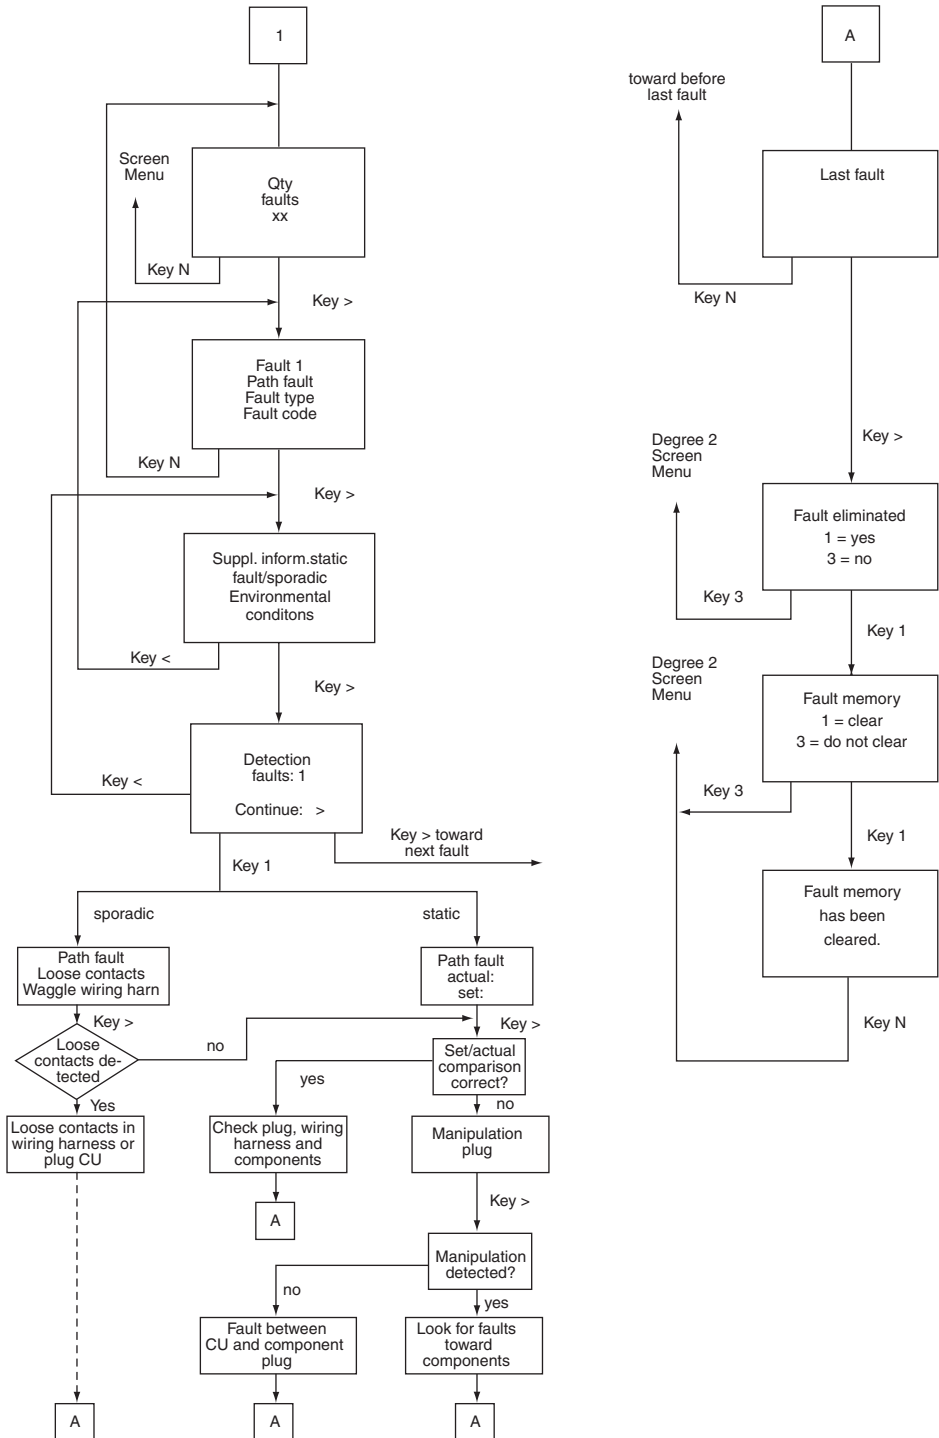 1
Screen
Menu
Qty
faults
xx
Key N
Key >
Fault 1
Path fault
Fault type
Fault code
Key N
Key >
Suppl. inform.static
fault/sporadic
Environmental
conditons
Key <
Key >
Detection
faults: 1
Continue: >
Key <
Key > toward
next fault
Key 1
sporadic
static
Path fault
Loose contacts
Waggle wiring harn
Path fault
actual:
set:
Key >
Key >
Loose
contacts de-
tected
no
Set/actual
comparison
correct?
yes
Yes
no
Loose contacts in
wiring harness or
plug CU
Check plug, wiring
harness and
components
Manipulation
plug
A
Key >
Manipulation
detected?
no
yes
Fault between
CU and component
plug
Look for faults
toward
components
A
A
A
A
toward before
last fault
Last fault
Key N
Key >
Degree 2
Screen
Menu
Fault eliminated
1 = yes
3 = no
Key 3
Key 1
Degree 2
Screen
Menu
Fault memory
1 = clear
3 = do not clear
Key 3
Key 1
Fault memory
has been
cleared.
Key N